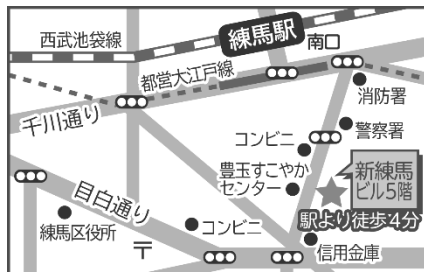 西武池袋線
練馬駅
南口
都営大江戸線
消防署
千川通り
コンビニ
警察署
豊玉すこやか
センター
新練馬
ビル5階
目白通り
駅より徒歩4分
練馬区役所
コンビニ
〒
信用金庫